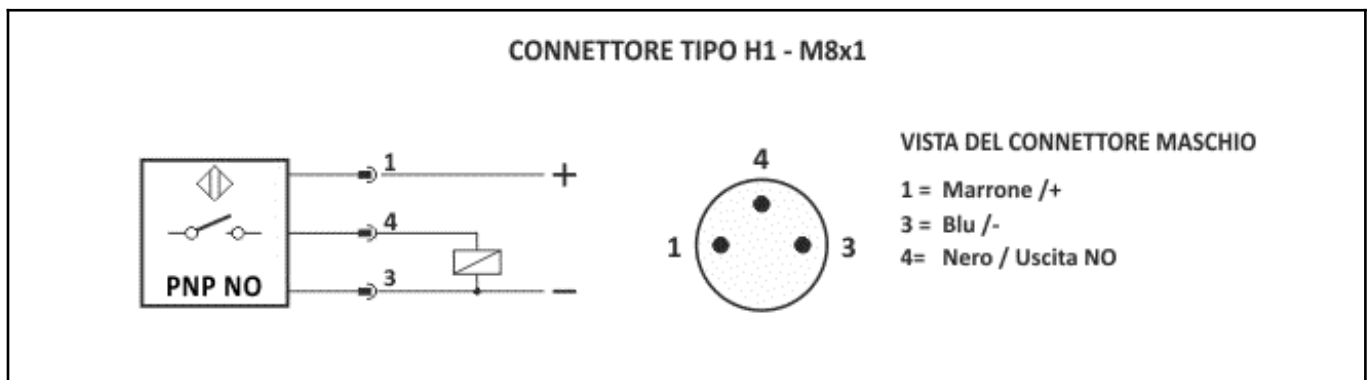 CONNETTORE TIPO H1 - M8x1
1
+
4
3
−
PNP NO
4
1
3
VISTA DEL CONNETTORE MASCHIO
1 = Marrone /+
3 = Blu /-
4= Nero / Uscita NO